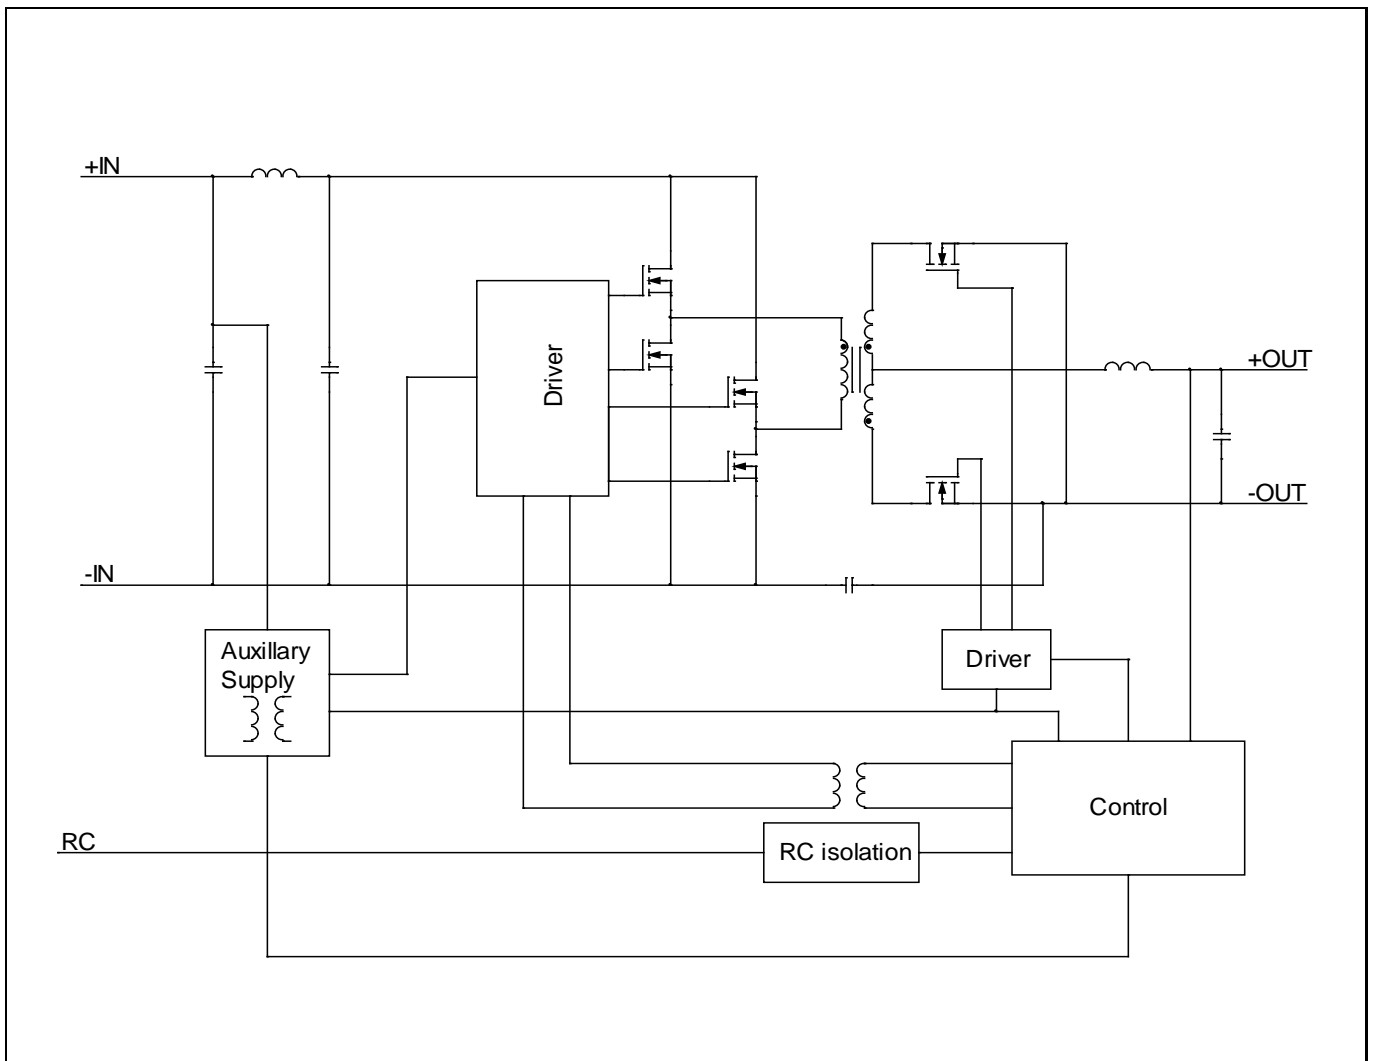 +IN
Driver
+OUT
-OUT
-IN
Auxillary
Supply
Driver
Control
RC
RC isolation